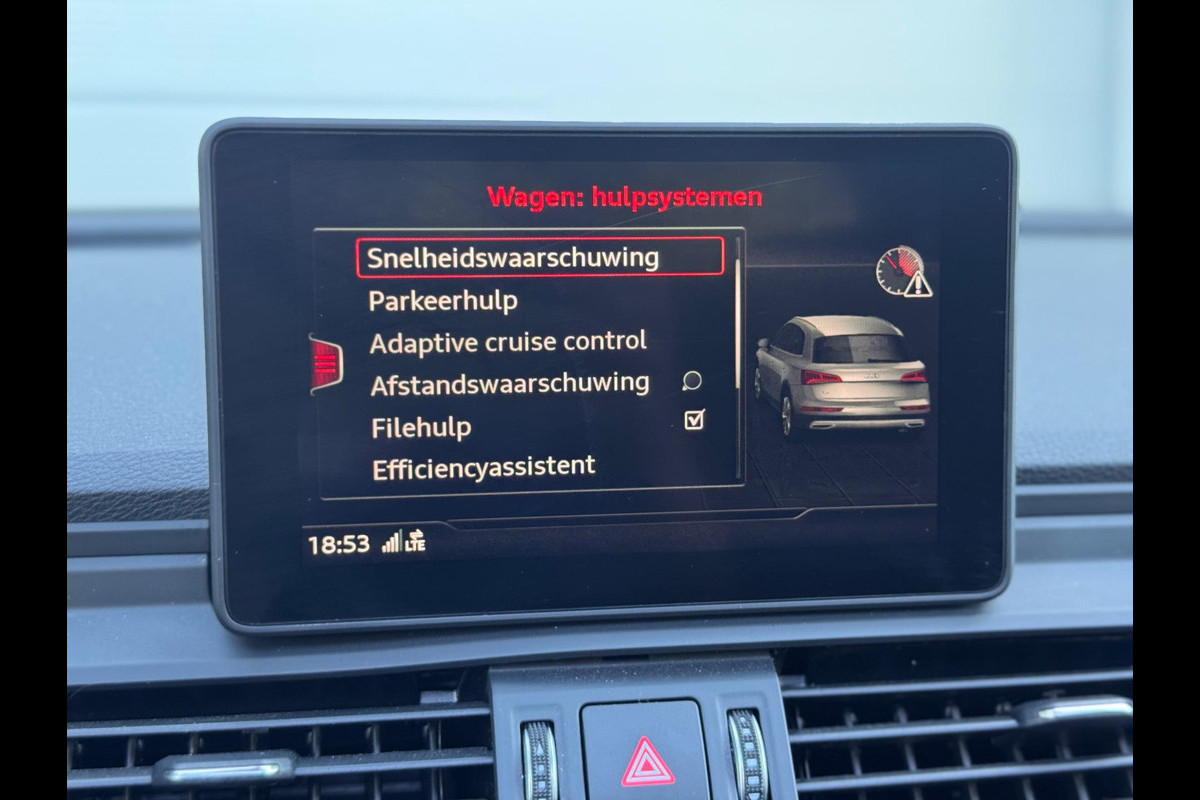 Wagen: hulpsystemen
Snelheidswaarschuwing
Parkeerhulp
Adaptive cruise control
Afstandswaarschuwing
Filehulp
Efficiencyassistent
18:53 LTE